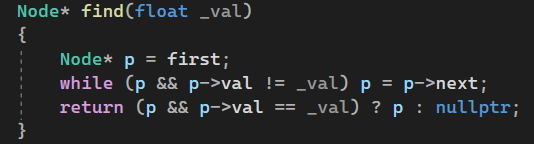 Node* find(float _val)
{
    Node* p = first;
    while (p && p->val != _val) p = p->next;
    return (p && p->val == _val) ? p : nullptr;
}